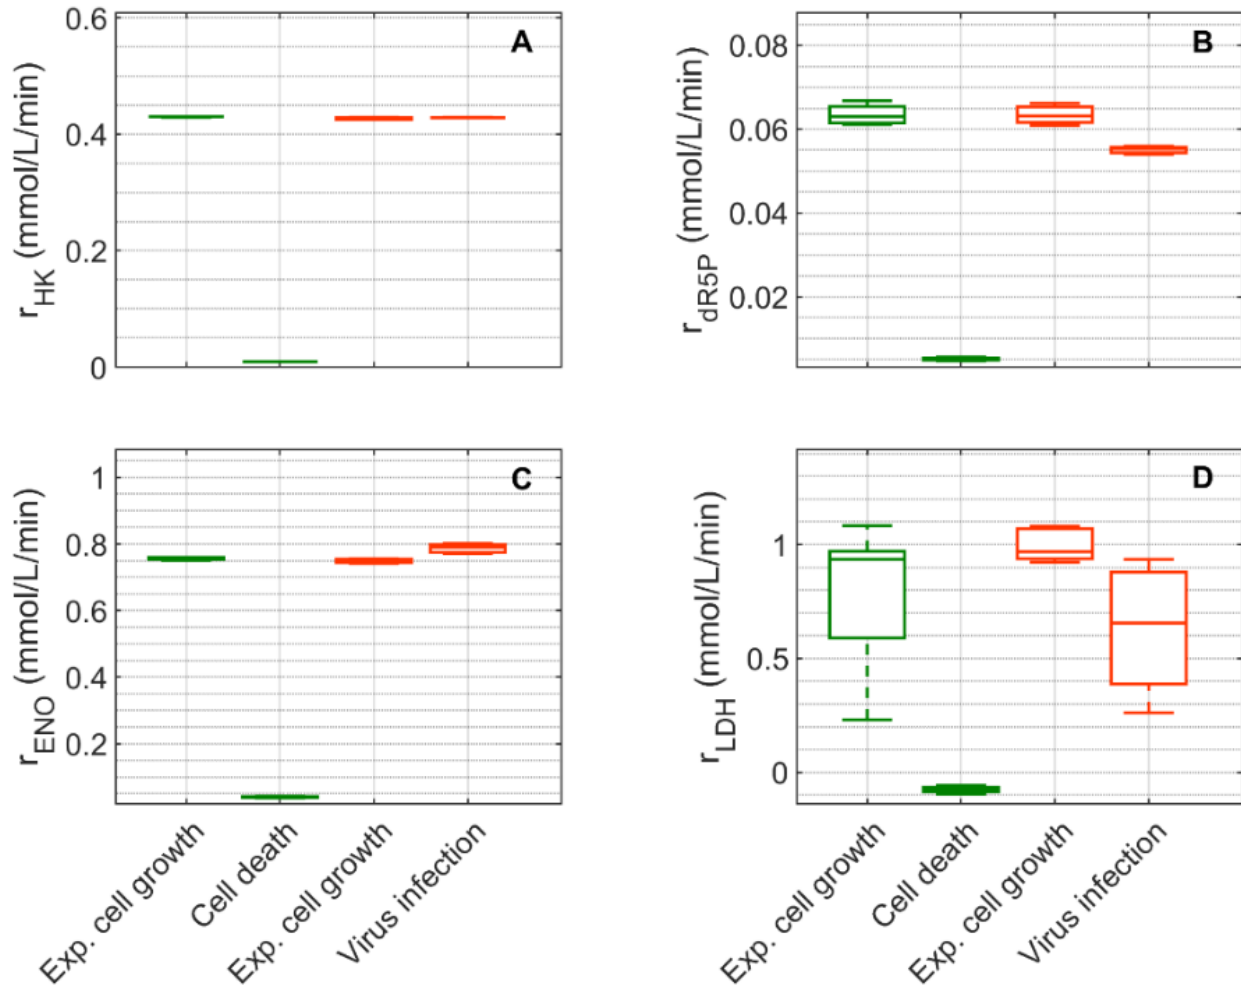 A
0.6
0.4
0.2
0
r_HK (mmol/L/min)
B
0.08
0.06
0.04
0.02
r_dR5P (mmol/L/min)
C
1
0.8
0.6
0.4
0.2
r_ENO (mmol/L/min)
Exp. cell growth
Cell death
Exp. cell growth
Virus infection
D
1
0.5
0
r_LDH (mmol/L/min)
Exp. cell growth
Cell death
Exp. cell growth
Virus infection